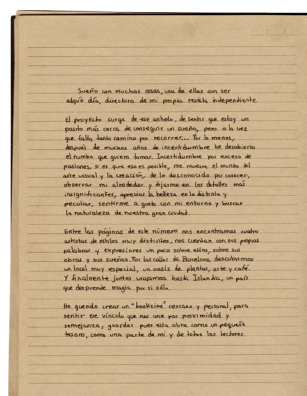 Sueño con muchas cosas, una de ellas con ser
algún día, directora de mi propia revista independiente.
El proyecto surge de ese anhelo, de sentir que estoy un
pasito más cerca de conseguir un sueño, pero a la vez
que falta tanto camino por recorrer... Por lo menos,
después de muchos años de incertidumbre he descubierto
el rumbo que quiero tomar. Incertidumbre por exceso de
pasiones, si es que eso es posible, me mueve el mundo del
arte visual y la creación, de lo desconocido por conocer,
observar mi alrededor y fijarme en los detalles más
insignificantes, apreciar la belleza en lo distinto y
peculiar, sentirme a gusto con mi entorno y buscar
la naturaleza de nuestra gran ciudad.
Entre las páginas de este número nos encontramos cuatro
artistas de estilos muy distintos, nos cuentan con sus propias
palabras y expresiones un poco sobre ellos, sobre sus
obras y sus sueños. Por las calles de Barcelona descubrimos
un local muy especial, un oasis de plantas, arte y café.
Y finalmente juntos viajamos hasta Islandia, un país
que desprende magia por sí solo.
He querido crear un "bookzine" cercano y personal, para
sentir ese vínculo que nos une por proximidad y
semejanza, guardar pues esta obra como un pequeño
tesoro, como una parte de mí y de todos los lectores.